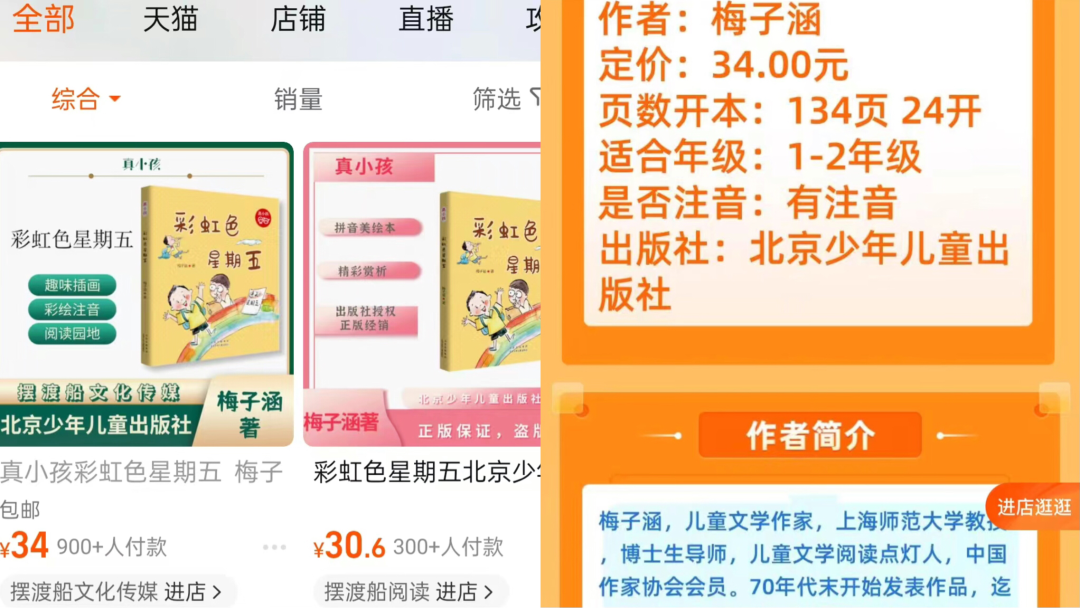 全部
天猫
店铺
直播
综合
销量
筛选
真小孩
彩虹色星期五
趣味插画
彩绘注音
阅读园地
彩虹色
星期五
摆渡船文化传媒
北京少年儿童出版社
梅子涵
著
真小孩彩虹色星期五 梅子
包邮
¥34 900+人付款
摆渡船文化传媒 进店
真小孩
拼音美绘本
精彩赏析
出版社授权
正版经销
彩虹色
星期
梅子涵著
北京少年儿童出版社
正版保证，盗版
彩虹色星期五北京少
¥30.6 300+人付款
摆渡船阅读 进店
作者：梅子涵
定价：34.00元
页数开本：134页 24开
适合年级：1-2年级
是否注音：有注音
出版社：北京少年儿童出
版社
作者简介
进店逛逛
梅子涵，儿童文学作家，上海师范大学教授
，博士生导师，儿童文学阅读点灯人，中国
作家协会会员。70年代末开始发表作品，迄